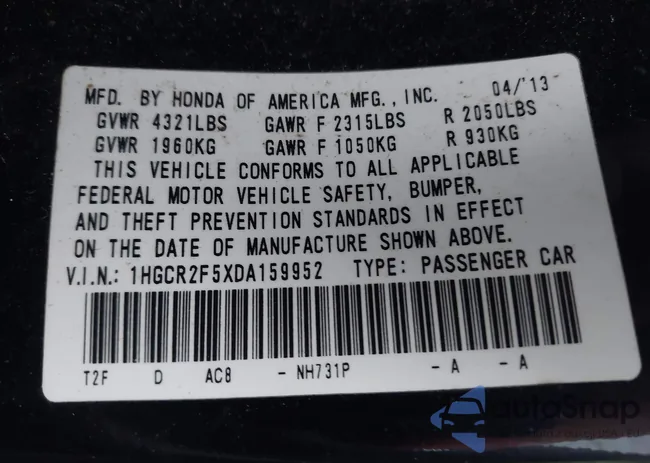 MFD. BY HONDA OF AMERICA MFG., INC. 04/'13
GVWR 4321LBS GAWR F 2315LBS R 2050LBS
GVWR 1960KG GAWR F 1050KG R 930KG
THIS VEHICLE CONFORMS TO ALL APPLICABLE
FEDERAL MOTOR VEHICLE SAFETY, BUMPER,
AND THEFT PREVENTION STANDARDS IN EFFECT
ON THE DATE OF MANUFACTURE SHOWN ABOVE.
V.I.N.: 1HGCR2F5XDA159952 TYPE: PASSENGER CAR
T2F D AC8 - NH731P - A - A
autoSnap